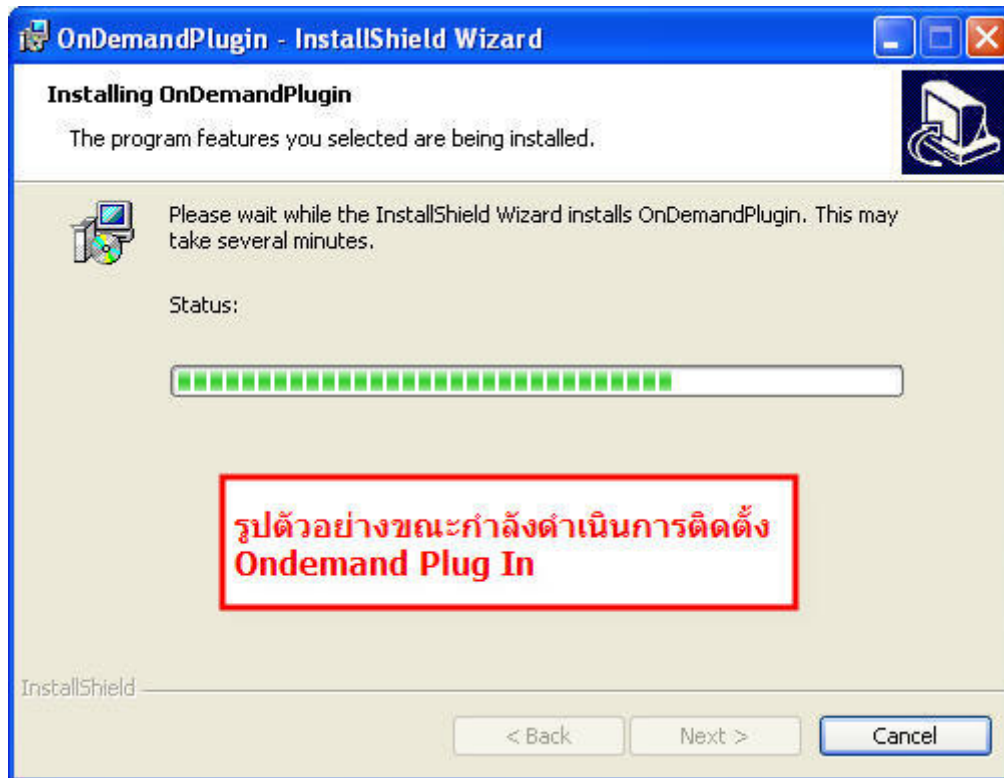 OnDemandPlugin - InstallShield Wizard
Installing OnDemandPlugin
The program features you selected are being installed.
Please wait while the InstallShield Wizard installs OnDemandPlugin. This may
take several minutes.
Status:
รูปตัวอย่างขณะกำลังดำเนินการติดตั้ง
Ondemand Plug In
InstallShield
< Back
Next >
Cancel